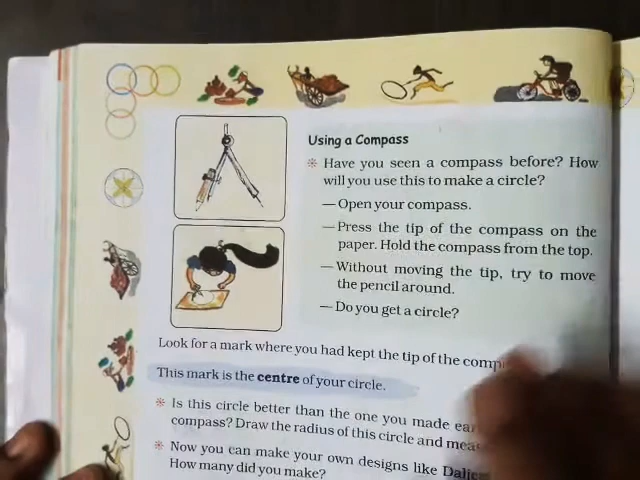 Using a Compass
Have you seen a compass before? How
will you use this to make a circle?
— Open your compass.
— Press the tip of the compass on the
paper. Hold the compass from the top.
— Without moving the tip, try to move
the pencil around.
— Do you get a circle?
Look for a mark where you had kept the tip of the
This mark is the centre of your circle.
Is this circle better than the one you made
compass? Draw the radius of this circle and
Now you can make your own designs like
How many did you make?